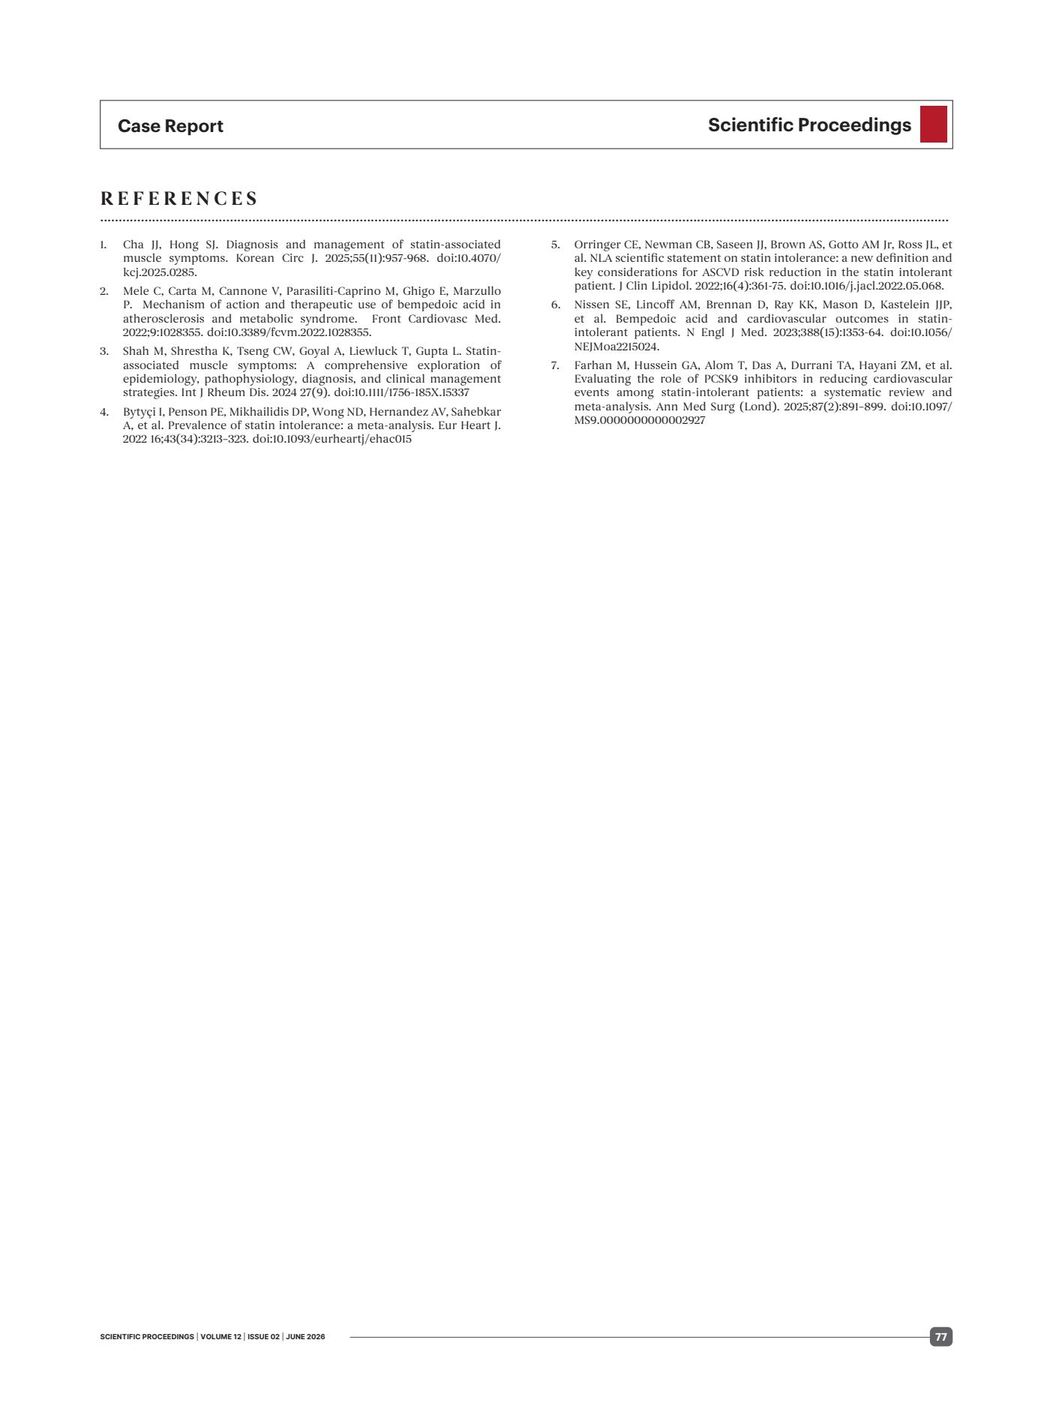 Case Report
Scientific Proceedings
REFERENCES
1. Cha JJ, Hong SJ. Diagnosis and management of statin-associated
muscle symptoms. Korean Circ J. 2025;55(11):957-968. doi:10.4070/
kcj.2025.0285.
2. Mele C, Carta M, Cannone V, Parasiliti-Caprino M, Ghigo E, Marzullo
P. Mechanism of action and therapeutic use of bempedoic acid in
atherosclerosis and metabolic syndrome. Front Cardiovasc Med.
2022;9:1028355. doi:10.3389/fcvm.2022.1028355.
3. Shah M, Shrestha K, Tseng CW, Goyal A, Liewluck T, Gupta L. Statin-
associated muscle symptoms: A comprehensive exploration of
epidemiology, pathophysiology, diagnosis, and clinical management
strategies. Int J Rheum Dis. 2024 27(9). doi:10.1111/1756-185X.15337
4. Bytyçi I, Penson PE, Mikhailidis DP, Wong ND, Hernandez AV, Sahebkar
A, et al. Prevalence of statin intolerance: a meta-analysis. Eur Heart J.
2022 16;43(34):3213–323. doi:10.1093/eurheartj/ehac015
5. Orringer CE, Newman CB, Saseen JJ, Brown AS, Gotto AM Jr, Ross JL, et
al. NLA scientific statement on statin intolerance: a new definition and
key considerations for ASCVD risk reduction in the statin intolerant
patient. J Clin Lipidol. 2022;16(4):361-75. doi:10.1016/j.jacl.2022.05.068.
6. Nissen SE, Lincoff AM, Brennan D, Ray KK, Mason D, Kastelein JJP,
et al. Bempedoic acid and cardiovascular outcomes in statin-
intolerant patients. N Engl J Med. 2023;388(15):1353-64. doi:10.1056/
NEJMoa2215024.
7. Farhan M, Hussein GA, Alom T, Das A, Durrani TA, Hayani ZM, et al.
Evaluating the role of PCSK9 inhibitors in reducing cardiovascular
events among statin-intolerant patients: a systematic review and
meta-analysis. Ann Med Surg (Lond). 2025;87(2):891–899. doi:10.1097/
MS9.0000000000002927
SCIENTIFIC PROCEEDINGS | VOLUME 12 | ISSUE 02 | JUNE 2026
77